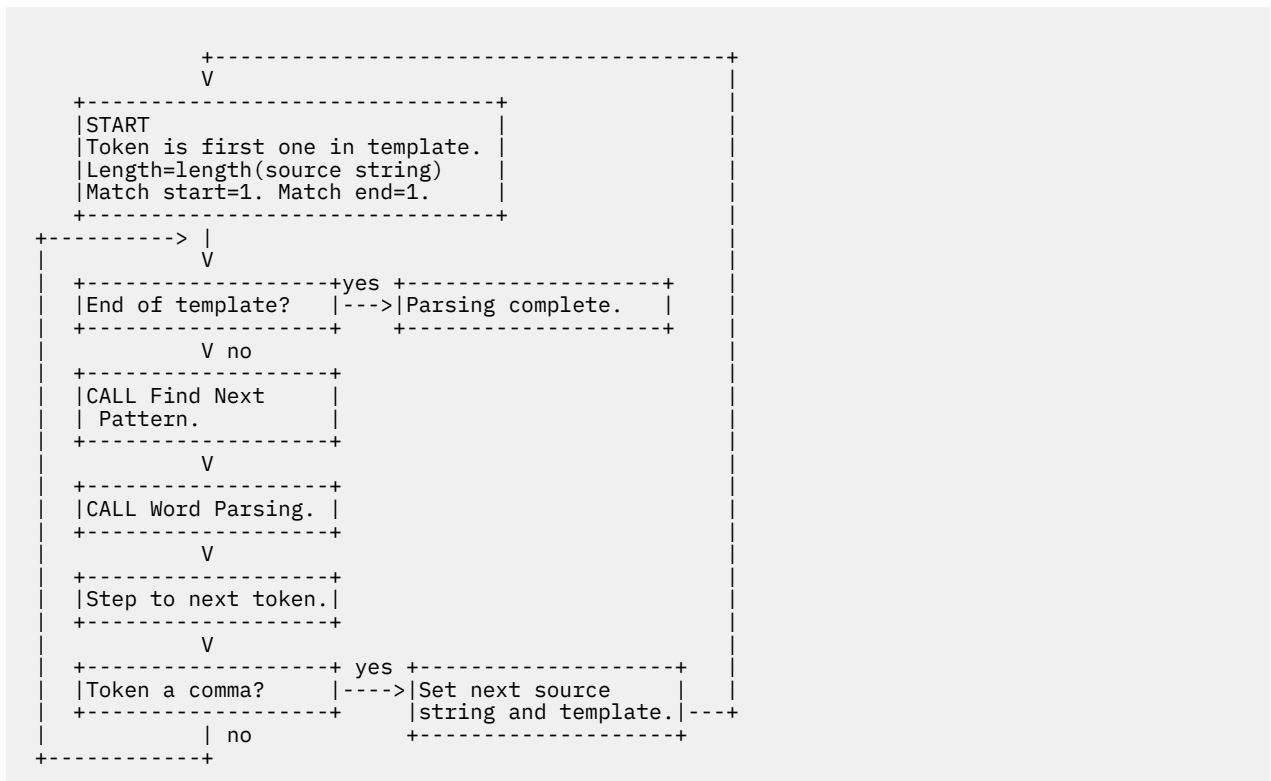 V
START
Token is first one in template.
Length=length(source string)
Match start=1. Match end=1.
V
yes
End of template? Parsing complete.
V no
CALL Find Next
Pattern.
V
CALL Word Parsing.
V
Step to next token.
V
yes
Token a comma? Set next source
string and template.
no